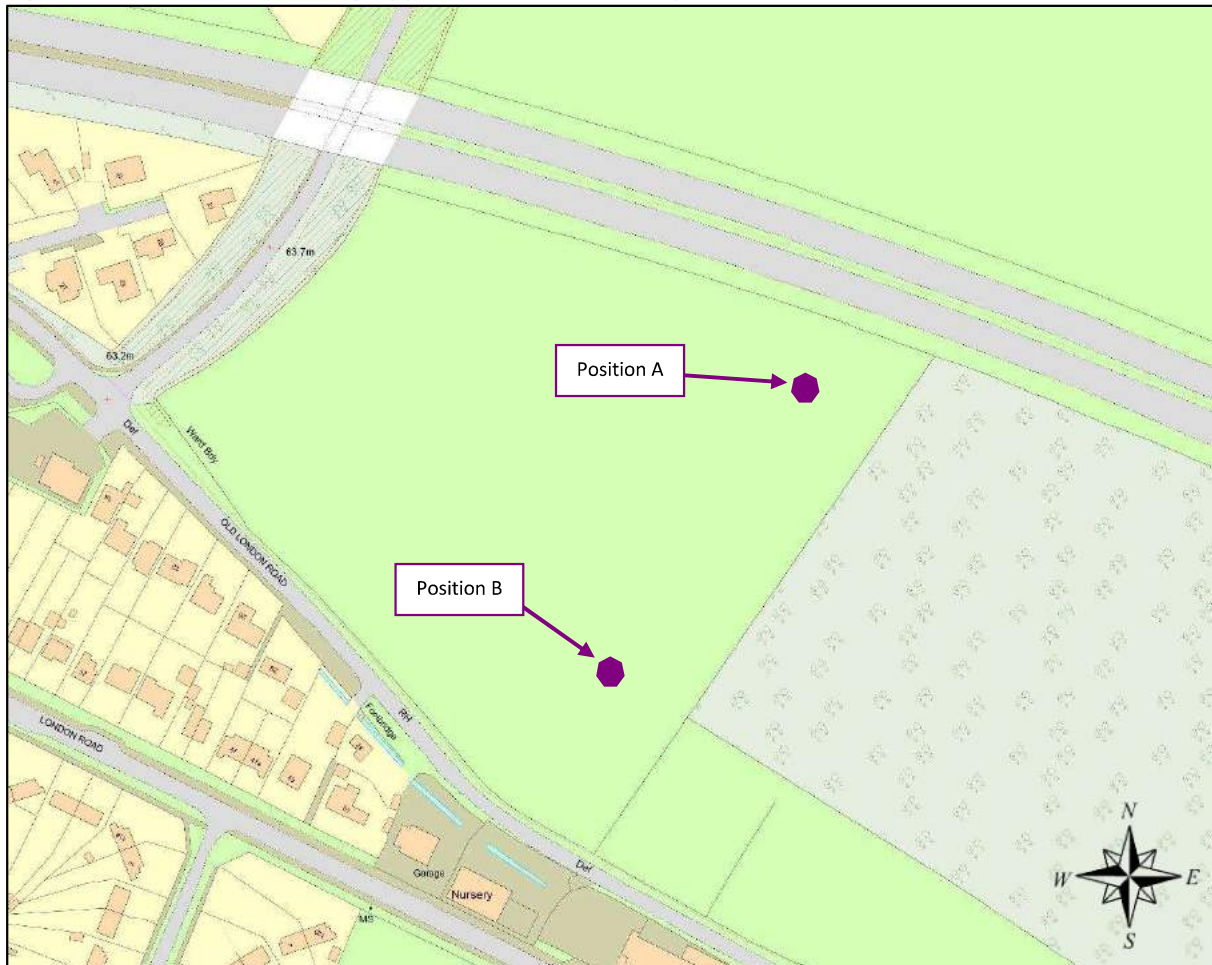 N
63.7m
63.2m
Position A
Def
Ward Bdy
OLD LONDON ROAD
Position B
RH
Footbridge
LONDON ROAD
W
E
S
Def
Garage
Nursery
MS